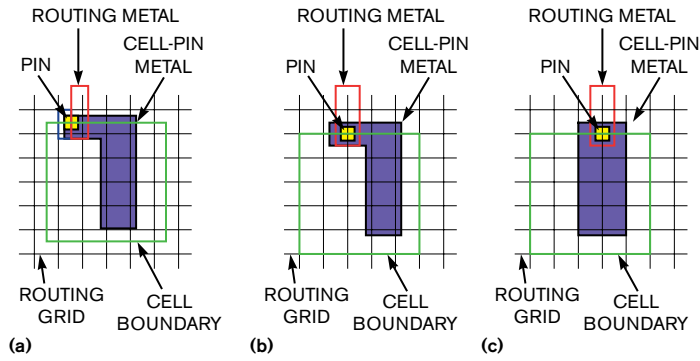 ROUTING METAL
CELL-PIN
METAL
PIN
ROUTING
GRID
CELL
BOUNDARY
(a)
ROUTING METAL
CELL-PIN
METAL
PIN
ROUTING
GRID
CELL
BOUNDARY
(b)
ROUTING METAL
CELL-PIN
METAL
PIN
ROUTING
GRID
CELL
BOUNDARY
(c)